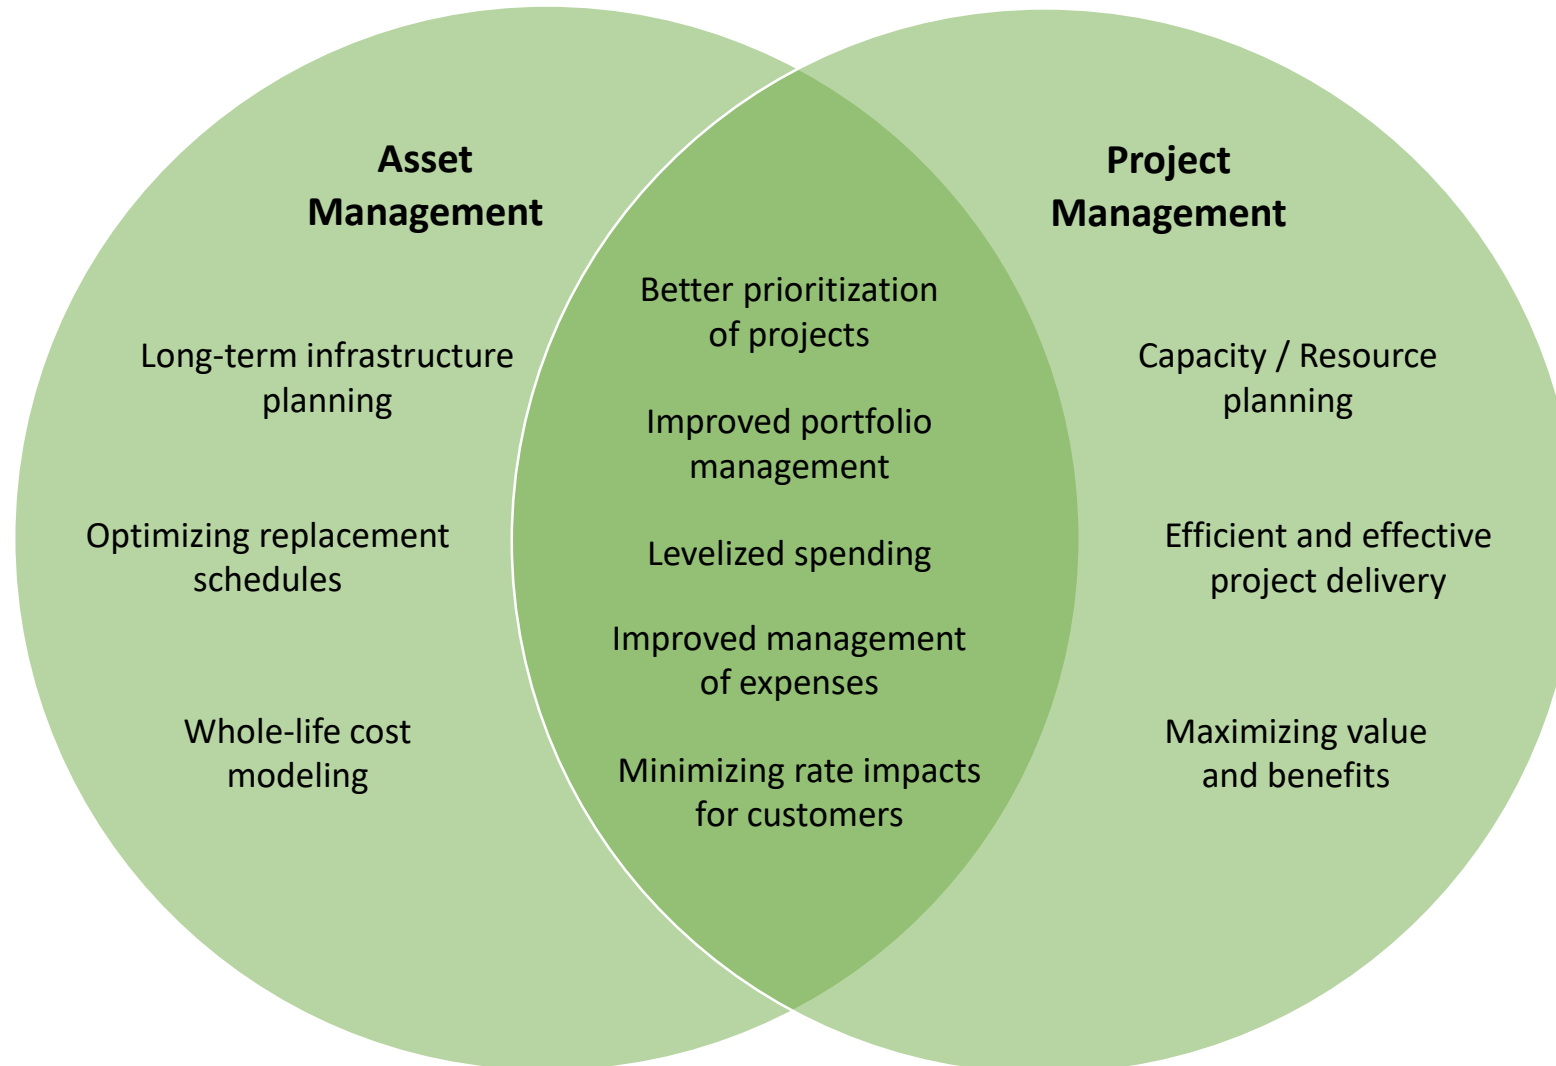 Asset
Management
Long-term infrastructure
planning
Optimizing replacement
schedules
Whole-life cost
modeling
Better prioritization
of projects
Improved portfolio
management
Levelized spending
Improved management
of expenses
Minimizing rate impacts
for customers
Project
Management
Capacity / Resource
planning
Efficient and effective
project delivery
Maximizing value
and benefits